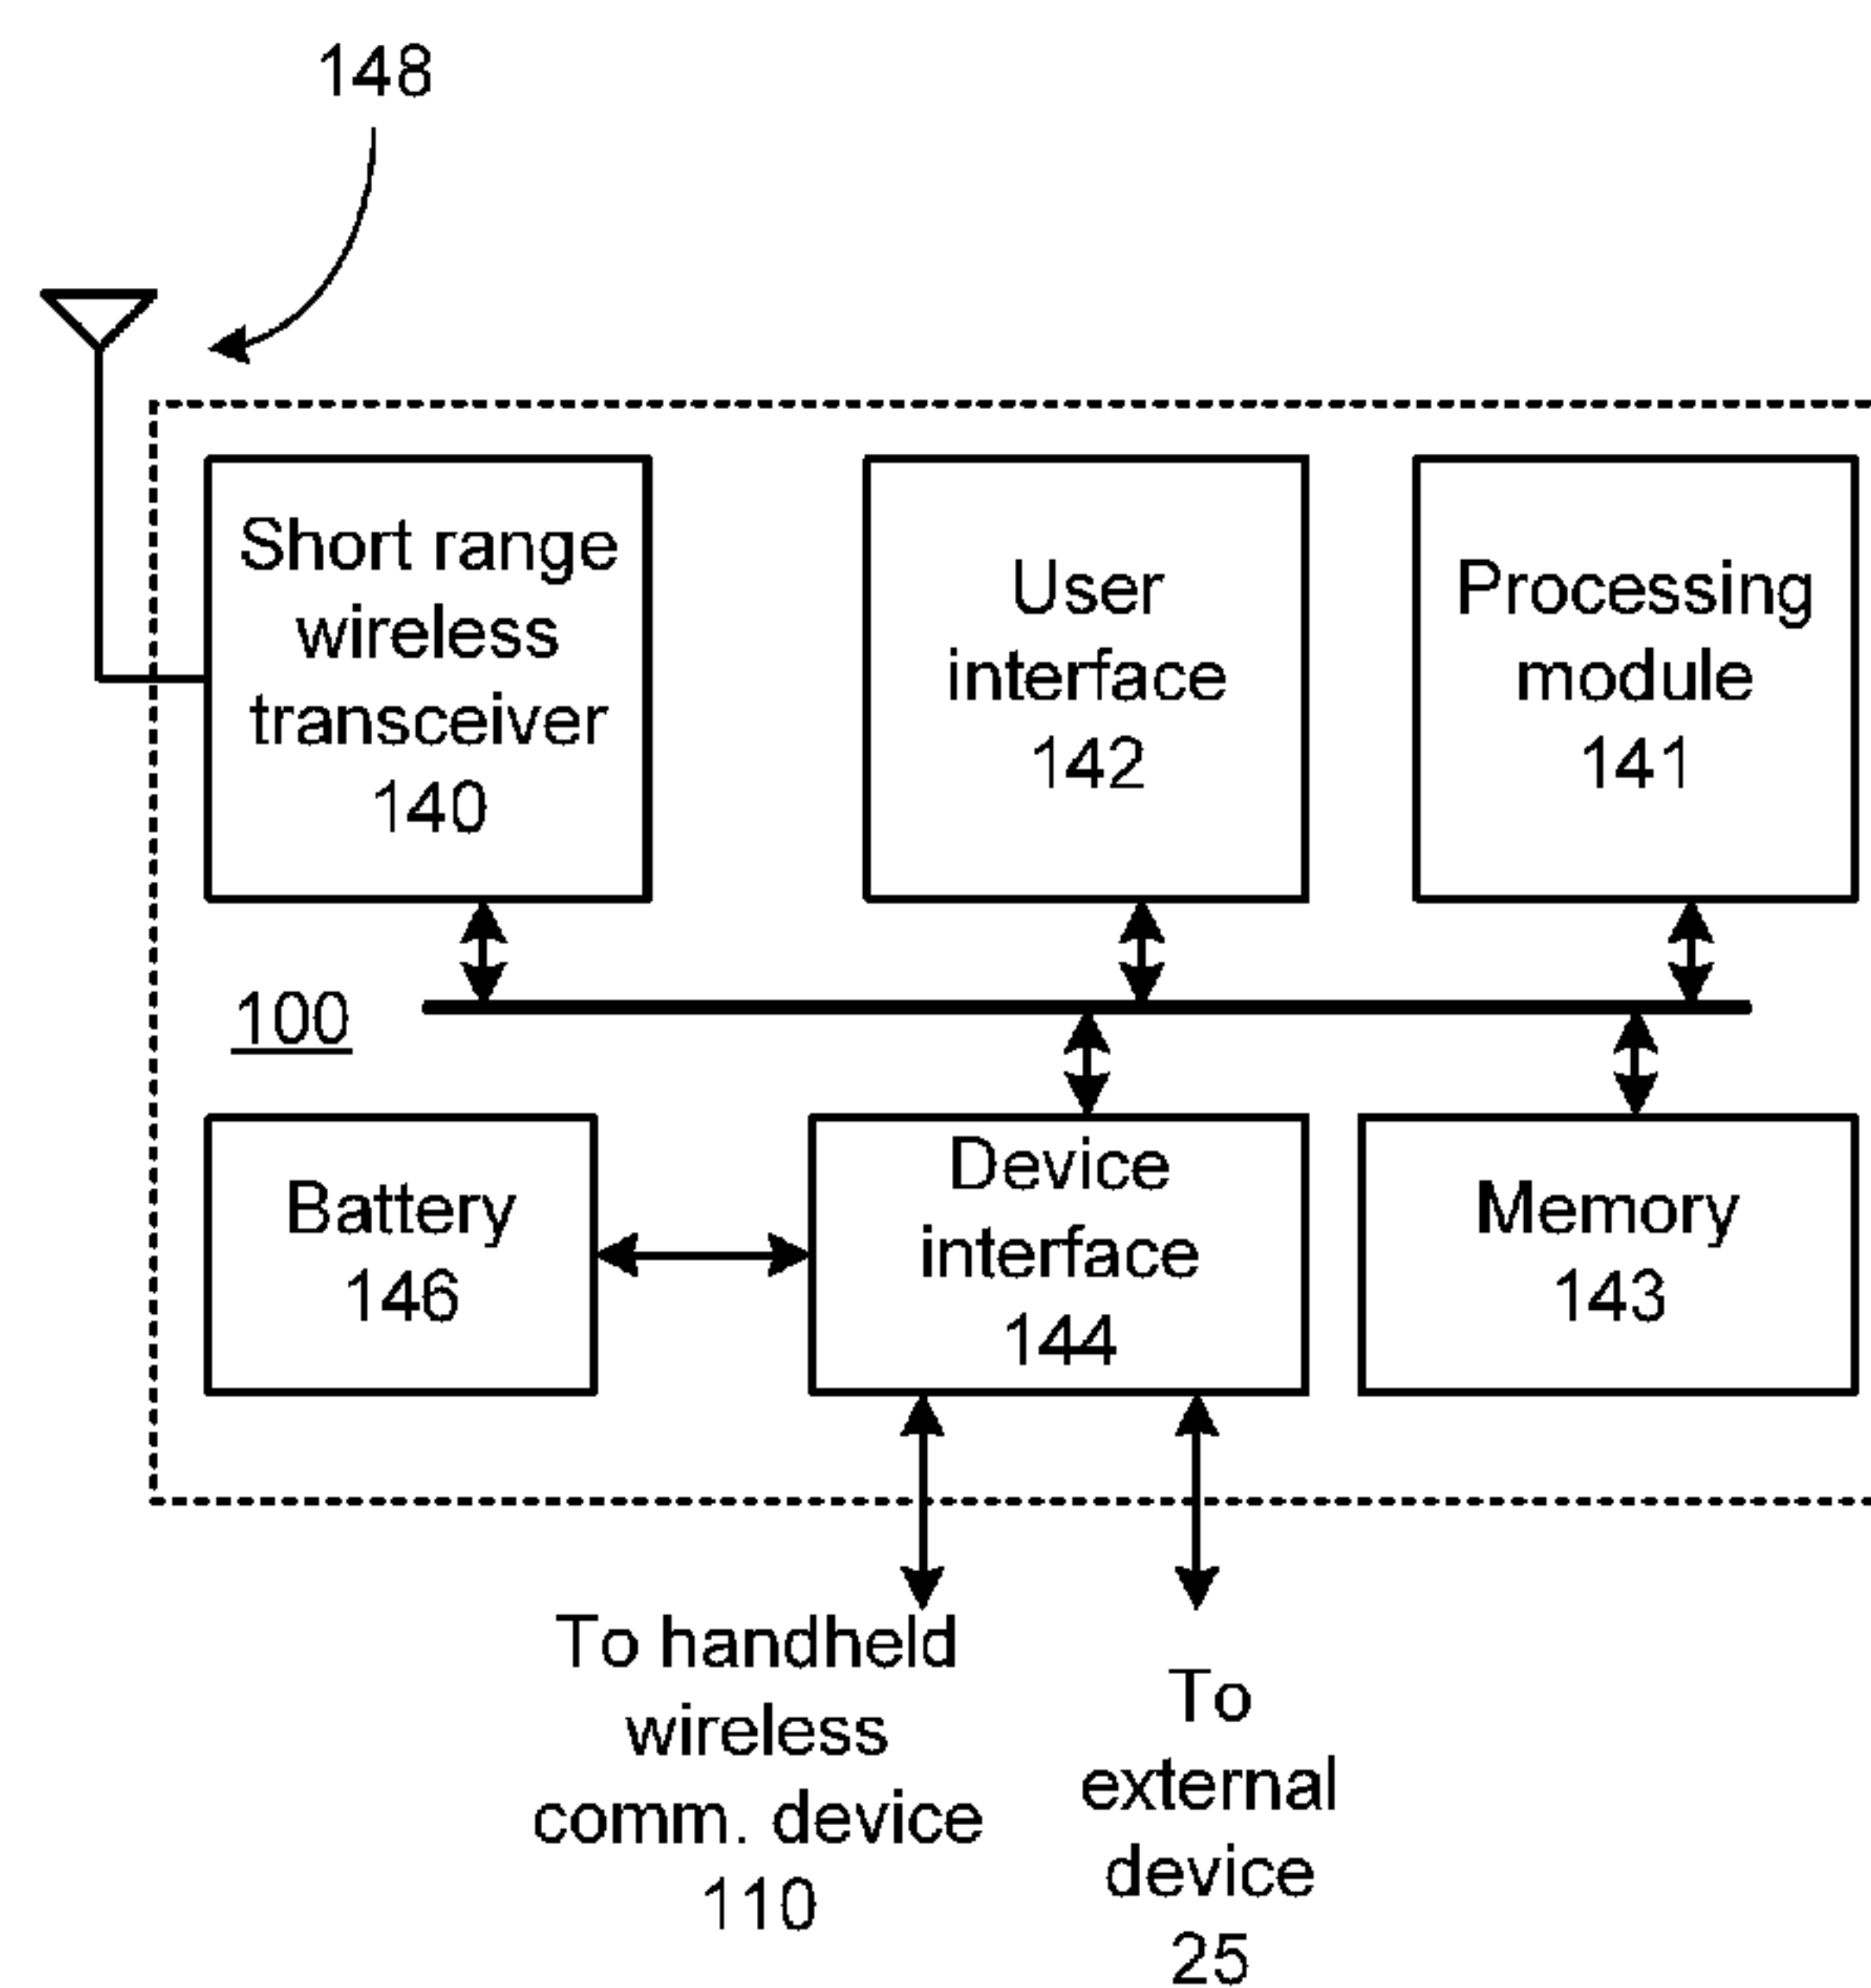 148
Short range
wireless
transceiver
140
User
interface
142
Processing
module
141
100
Battery
146
Device
interface
144
Memory
143
To handheld
wireless
comm. device
110
To
external
device
25